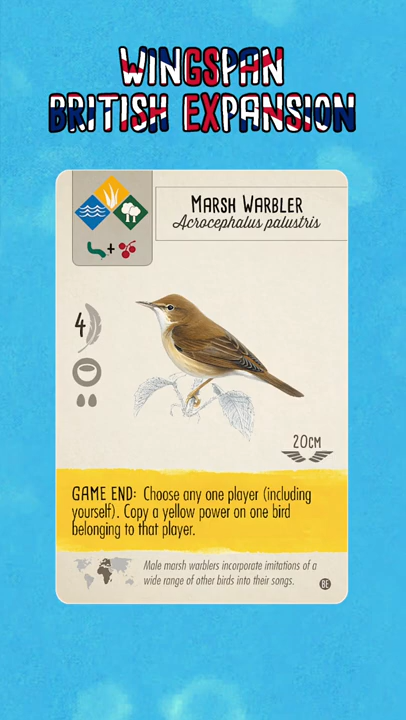 WINGSPAN
BRITISH EXPANSION
MARSH WARBLER
Acrocephalus palustris
+
4
20CM
GAME END: Choose any one player (including
yourself). Copy a yellow power on one bird
belonging to that player.
Male marsh warblers incorporate imitations of a
wide range of other birds into their songs.
BE